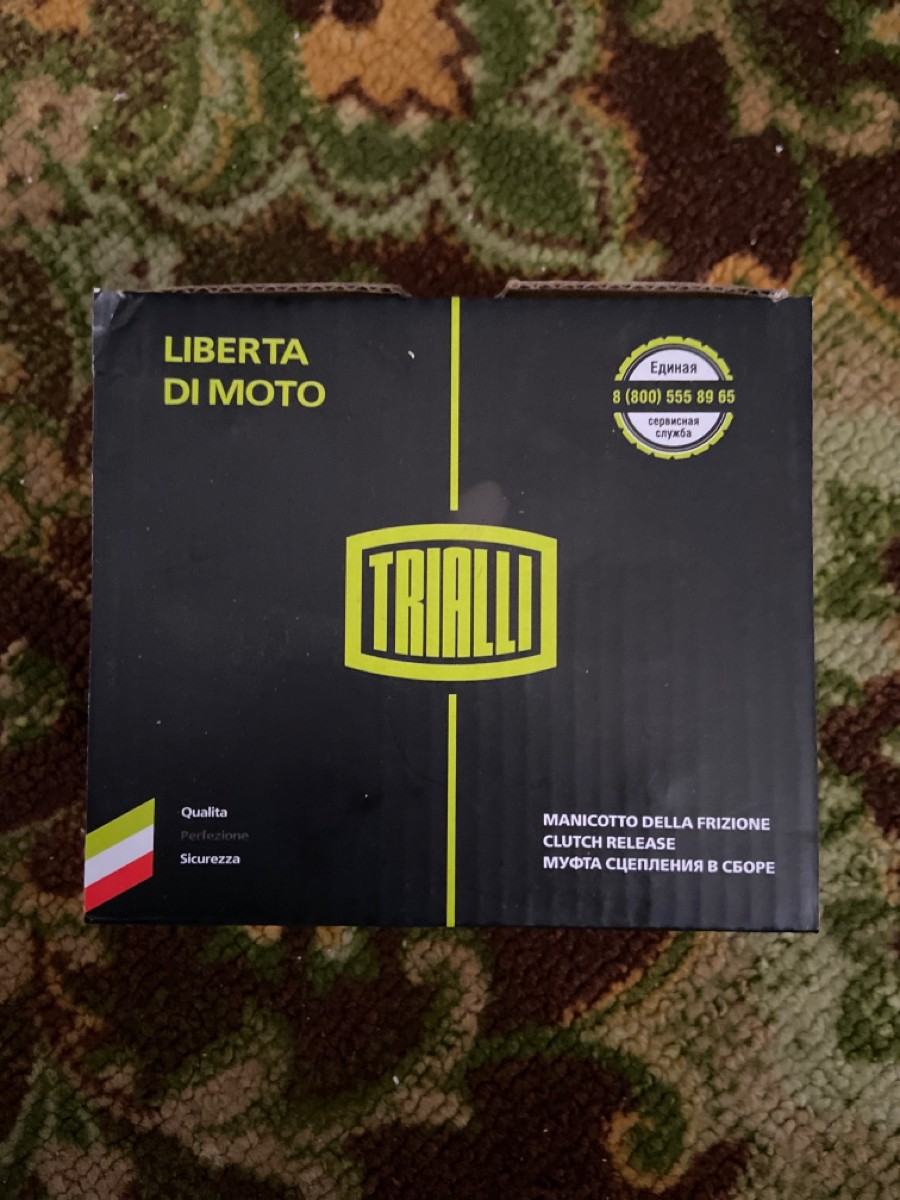 LIBERTA
DI MOTO
Единая
8 (800) 555 89 65
сервисная
служба
TRIALLI
Qualita
Perfezione
Sicurezza
MANICOTTO DELLA FRIZIONE
CLUTCH RELEASE
МУФТА СЦЕПЛЕНИЯ В СБОРЕ